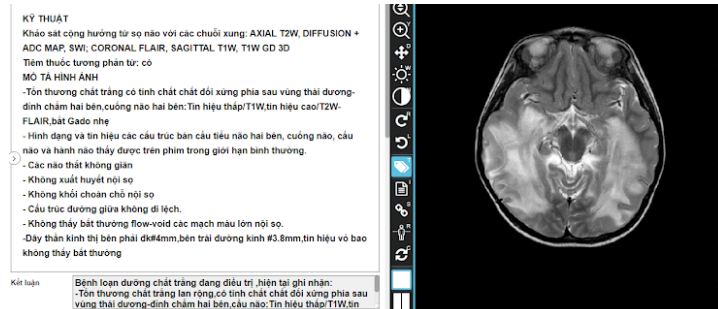 KỸ THUẬT
Khảo sát cộng hưởng từ sọ não với các chuỗi xung: AXIAL T2W, DIFFUSION +
ADC MAP, SWI; CORONAL FLAIR, SAGITTAL T1W, T1W GD 3D
Tiêm thuốc tương phản từ: có
MÔ TẢ HÌNH ẢNH
-Tổn thương chất trắng có tính chất chất đối xứng phía sau vùng thái dương-
đỉnh chẩm hai bên,cuống não hai bên:Tín hiệu thấp/T1W,tín hiệu cao/T2W-
FLAIR,bắt Gado nhẹ
- Hình dạng và tín hiệu các cấu trúc bán cầu tiểu não hai bên, cuống não, cầu
não và hành não thấy được trên phim trong giới hạn bình thường.
- Các não thất không giãn
- Không xuất huyết nội sọ
- Không khối choán chỗ nội sọ
- Cấu trúc đường giữa không di lệch.
- Không thấy bất thường flow-void các mạch máu lớn nội sọ.
-Dây thần kinh thị bên phải đk#4mm,bên trái đường kính #3.8mm,tín hiệu vỏ bao
không thấy bất thường
Kết luận
Bệnh loạn dưỡng chất trắng đang điều trị ,hiện tại ghi nhận:
-Tổn thương chất trắng lan rộng,có tính chất chất đối xứng phía sau
vùng thái dương-đỉnh chẩm hai bên,cầu não:Tín hiệu thấp/T1W,tín